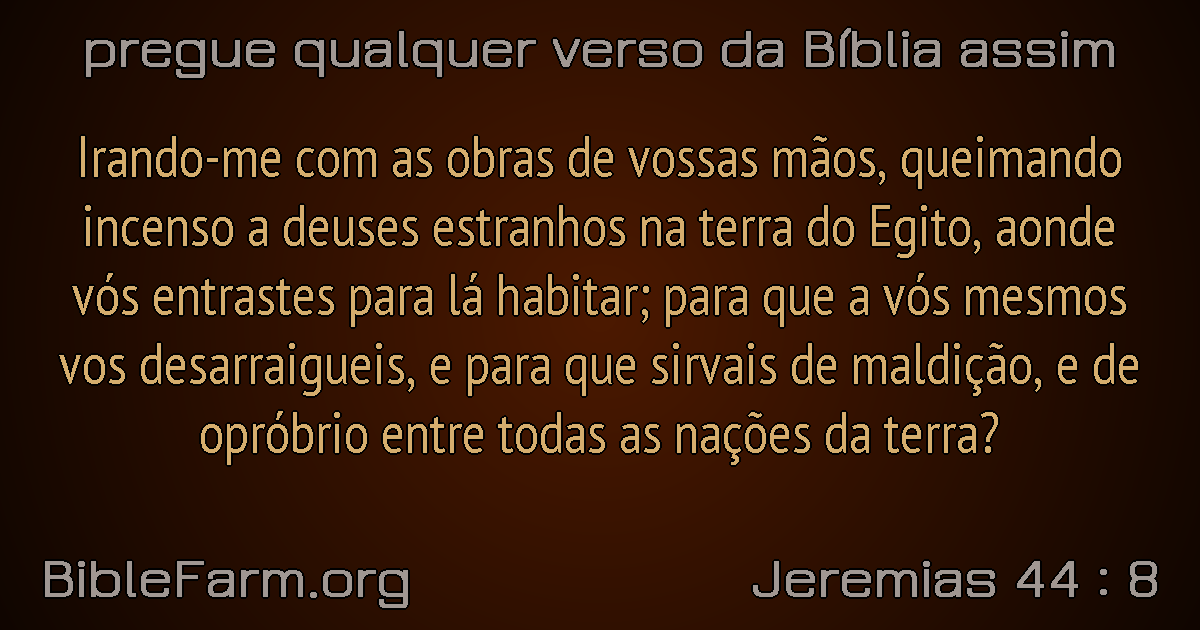 pregue qualquer verso da Bíblia assim
Irando-me com as obras de vossas mãos, queimando
incenso a deuses estranhos na terra do Egito, aonde
vós entrastes para lá habitar; para que a vós mesmos
vos desarraigueis, e para que sirvais de maldição, e de
opróbrio entre todas as nações da terra?
BibleFarm.org
Jeremias 44 : 8